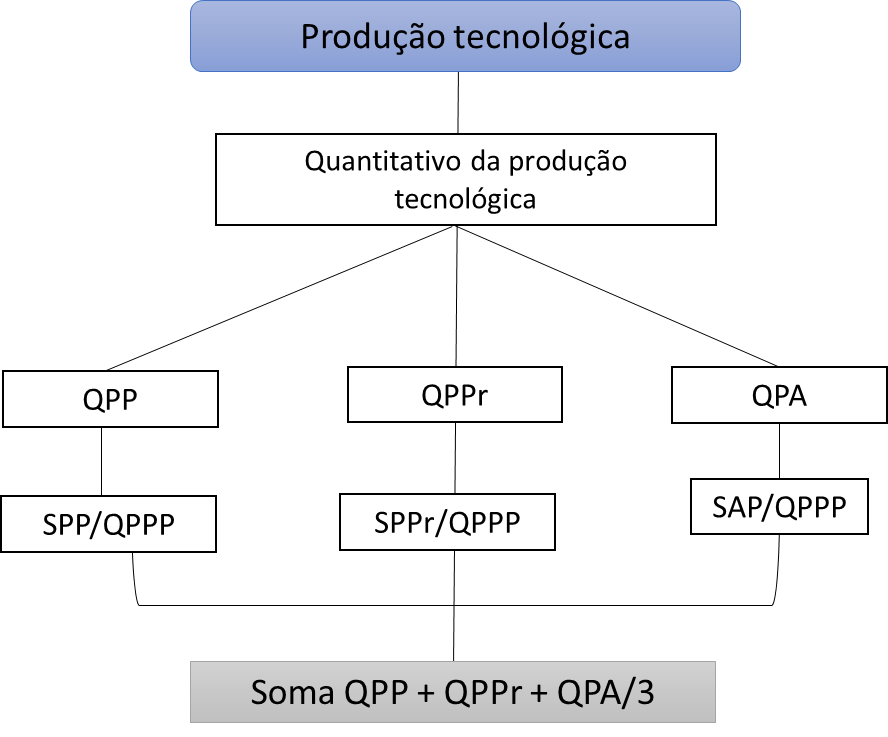 Produção tecnológica
Quantitativo da produção
tecnológica
QPP
QPPr
QPA
SPP/QPPP
SPPr/QPPP
SAP/QPPP
Soma QPP + QPPr + QPA/3